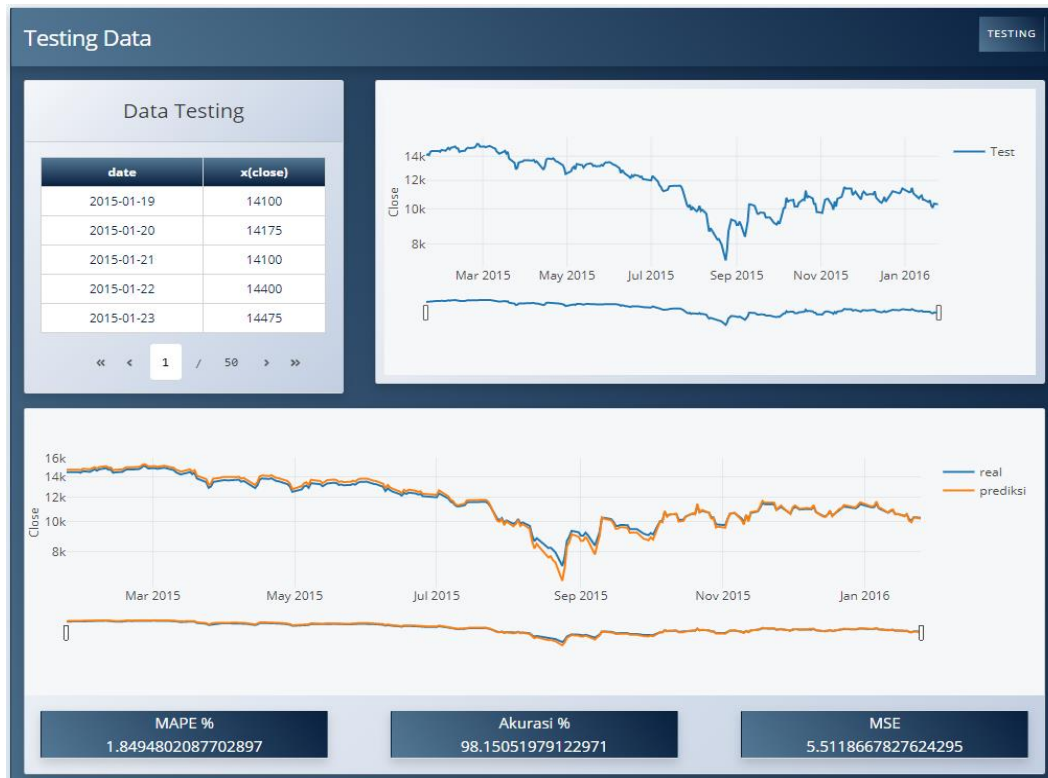 Testing Data
TESTING
Data Testing
date x(close)
2015-01-19 14100
2015-01-20 14175
2015-01-21 14100
2015-01-22 14400
2015-01-23 14475
« < 1 / 50 > »
14k
12k
10k
8k
Close
Mar 2015 May 2015 Jul 2015 Sep 2015 Nov 2015 Jan 2016
Test
16k
14k
12k
10k
8k
Close
Mar 2015 May 2015 Jul 2015 Sep 2015 Nov 2015 Jan 2016
real
prediksi
MAPE %
1.8494802087702897
Akurasi %
98.15051979122971
MSE
5.5118667827624295